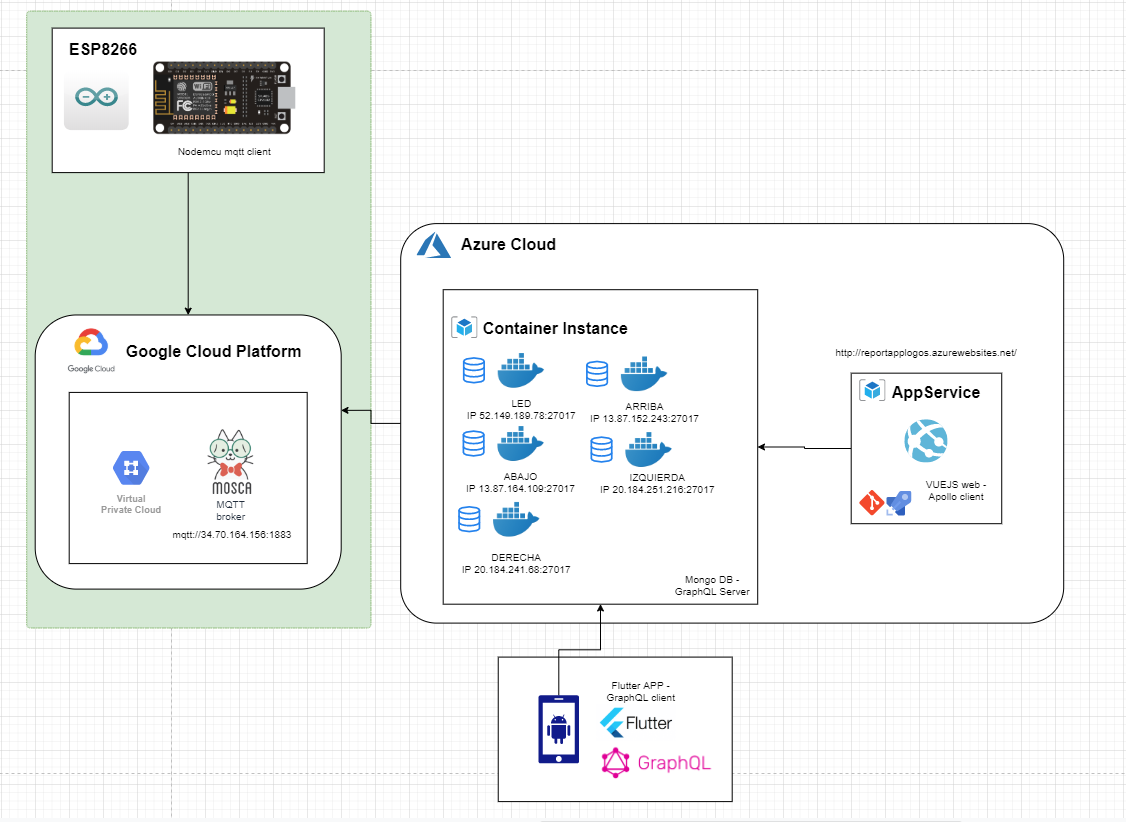 ESP8266
WiFi
FC
Nodemcu mqtt client
Google Cloud
Google Cloud Platform
Virtual
Private Cloud
MOSCA
MQTT
broker
mqtt://34.70.164.156:1883
Azure Cloud
Container Instance
LED
IP 52.149.189.78:27017
ARRIBA
IP 13.87.152.243:27017
ABAJO
IP 13.87.164.109:27017
IZQUIERDA
IP 20.184.251.216:27017
DERECHA
IP 20.184.241.68:27017
Mongo DB -
GraphQL Server
http://reportapplogos.azurewebsites.net/
AppService
VUEJS web -
Apollo client
Flutter APP -
GraphQL client
Flutter
GraphQL